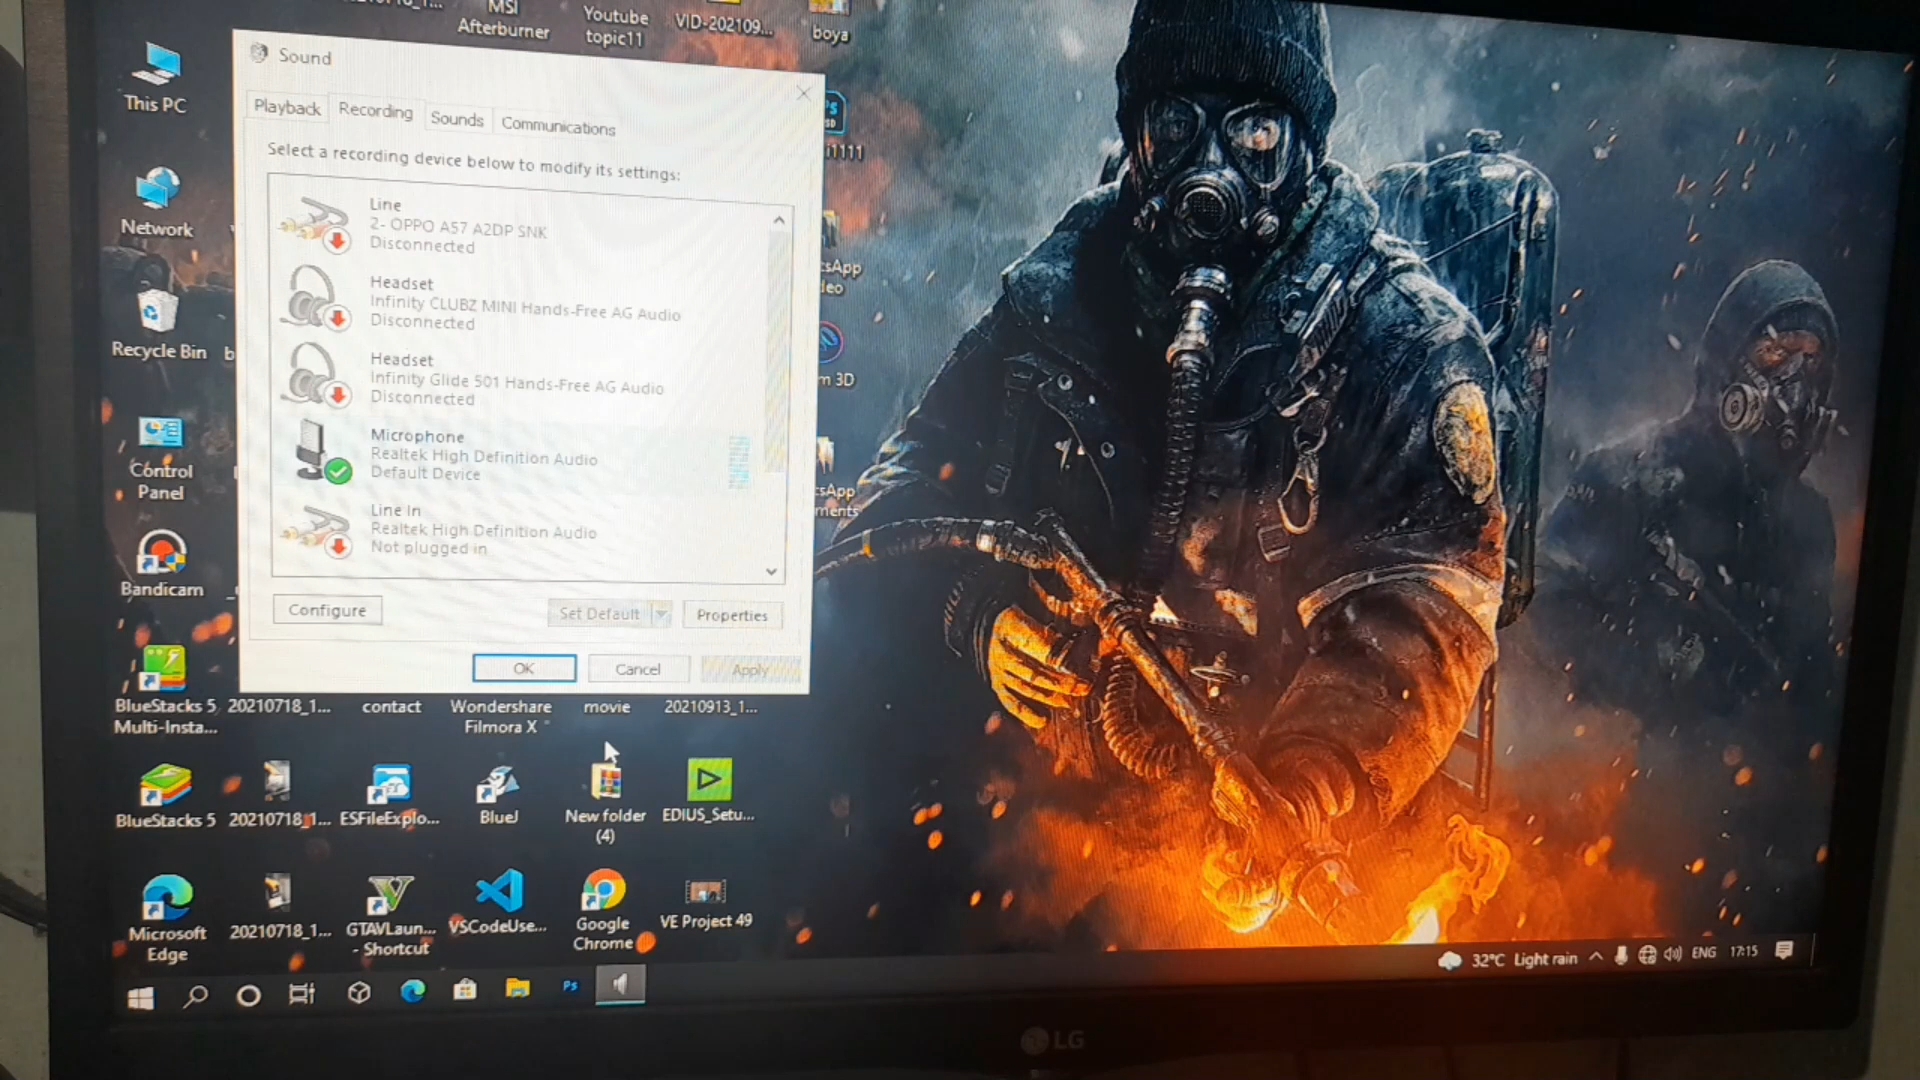 MSI
Afterburner
Youtube
topic11
VID-202109...
boya
Sound
Playback
Recording
Sounds
Communications
Select a recording device below to modify its settings:
Line
2- OPPO A57 A2DP SNK
Disconnected
Headset
Infinity CLUBZ MINI Hands-Free AG Audio
Disconnected
Headset
Infinity Glide 501 Hands-Free AG Audio
Disconnected
Microphone
Realtek High Definition Audio
Default Device
Line In
Realtek High Definition Audio
Not plugged in
Configure
Set Default
Properties
OK
Cancel
Apply
This PC
Network
Recycle Bin
Control
Panel
Bandicam
BlueStacks 5
Multi-Insta...
20210718_1...
contact
Wondershare
Filmora X
movie
20210913_1...
BlueStacks 5
20210718_1...
ESFileExplo...
BlueJ
New folder
(4)
EDIUS_Setu...
Microsoft
Edge
20210718_1...
GTAVLaun...
- Shortcut
VSCodeUse...
Google
Chrome
VE Project 49
Ps
32°C Light rain
ENG
17:15
LG